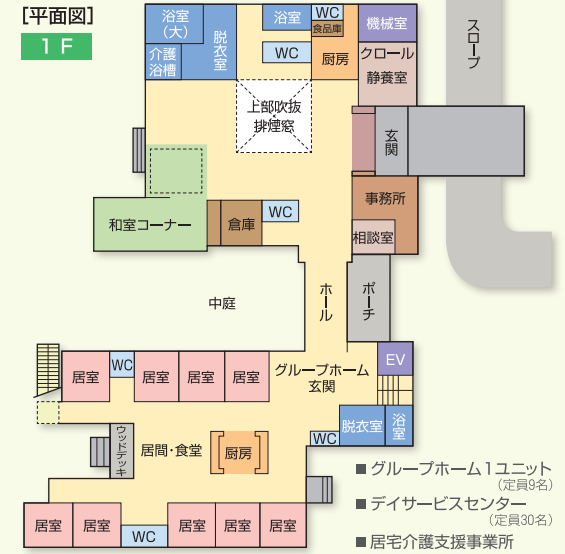 [平面図]
1F
浴室
(大)
脱衣室
介護
浴槽
浴室
WC
食品庫
WC
厨房
機械室
クロール
静養室
スロープ
上部吹抜
排煙窓
玄関
和室コーナー
倉庫
WC
事務所
相談室
中庭
ホール
ポーチ
居室
WC
居室
居室
居室
グループホーム
玄関
EV
ウッドデッキ
居間・食堂
厨房
WC
脱衣室
浴室
居室
居室
WC
居室
居室
居室
■グループホーム1ユニット
(定員9名)
■デイサービスセンター
(定員30名)
■居宅介護支援事業所